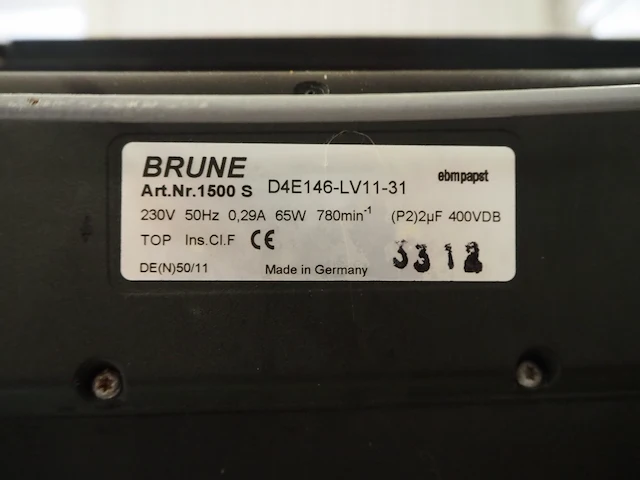 BRUNE
ebmpapst
Art.Nr.1500 S D4E146-LV11-31
230V 50Hz 0,29A 65W 780min⁻¹ (P2)2µF 400VDB
TOP Ins.Cl.F CE
3312
DE(N)50/11 Made in Germany